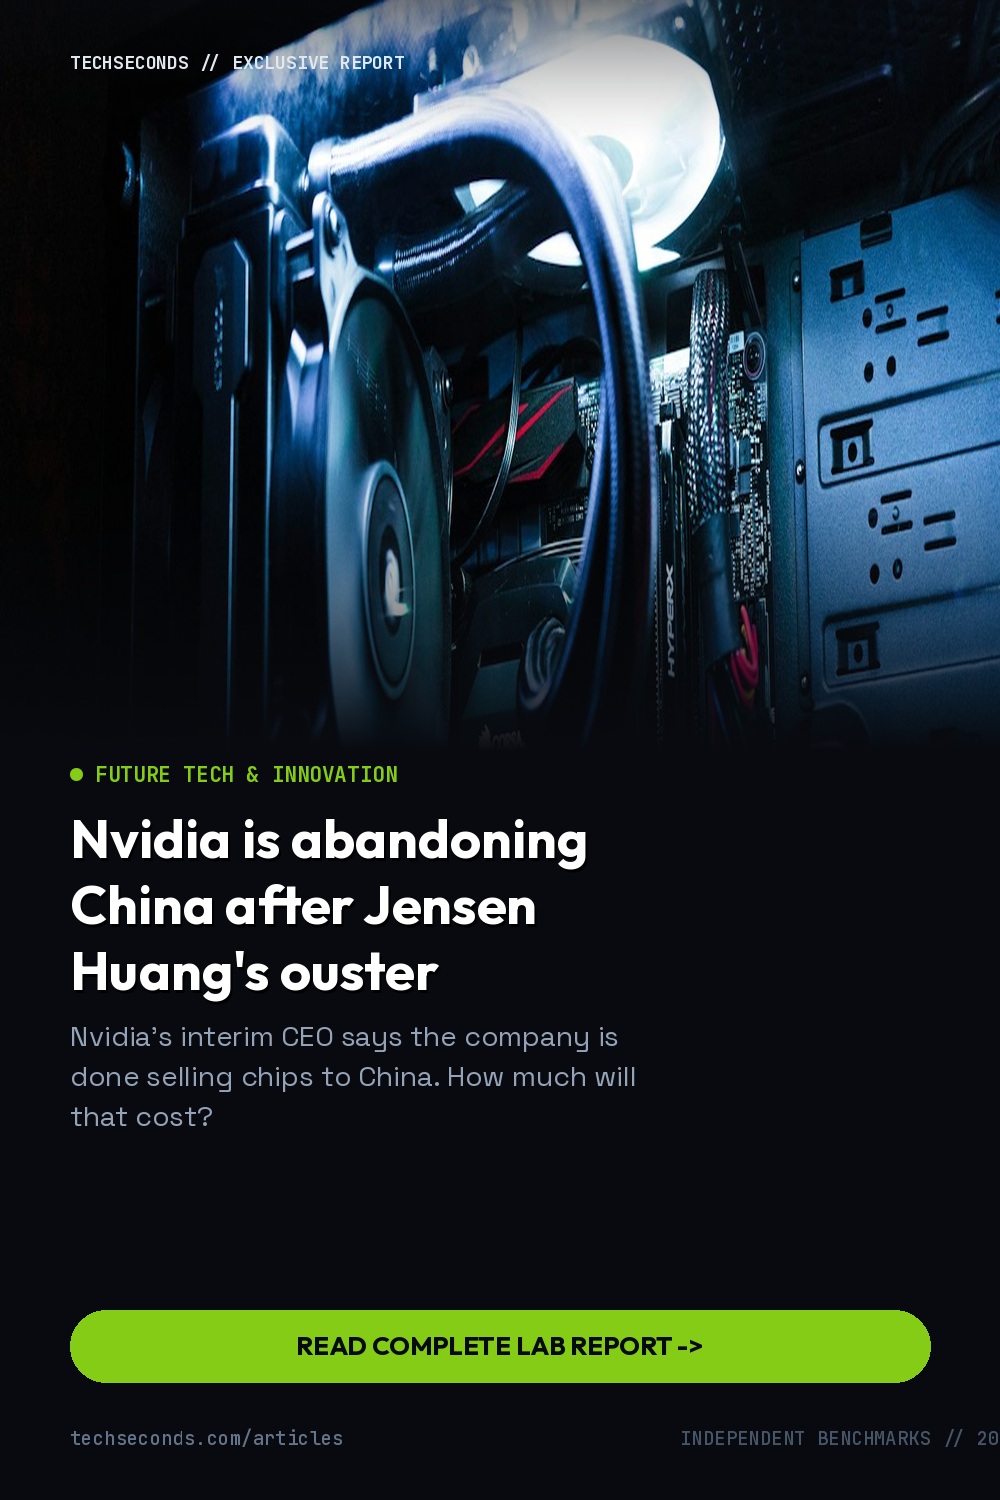 TECHSECONDS // EXCLUSIVE REPORT
HYPERX
FUTURE TECH & INNOVATION
Nvidia is abandoning
China after Jensen
Huang's ouster
Nvidia’s interim CEO says the company is
done selling chips to China. How much will
that cost?
READ COMPLETE LAB REPORT ->
techseconds.com/articles
INDEPENDENT BENCHMARKS // 20